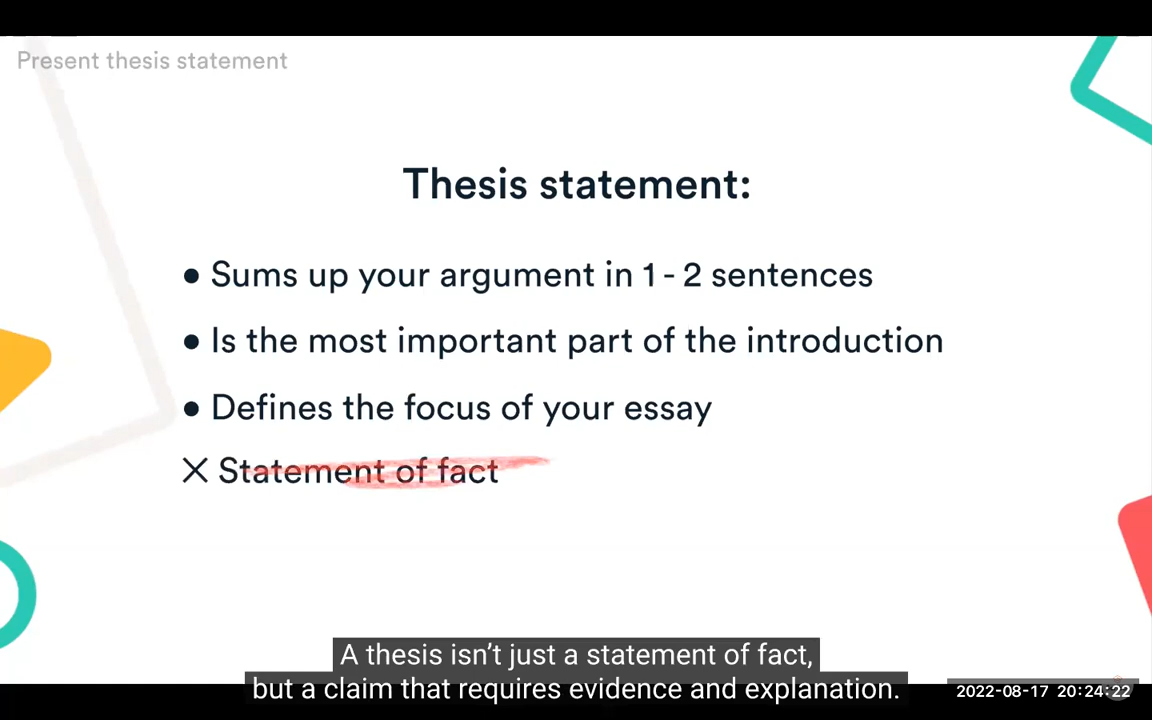 Present thesis statement
Thesis statement:
● Sums up your argument in 1 - 2 sentences
● Is the most important part of the introduction
● Defines the focus of your essay
X Statement of fact
A thesis isn't just a statement of fact,
but a claim that requires evidence and explanation.
2022-08-17 20:24:22